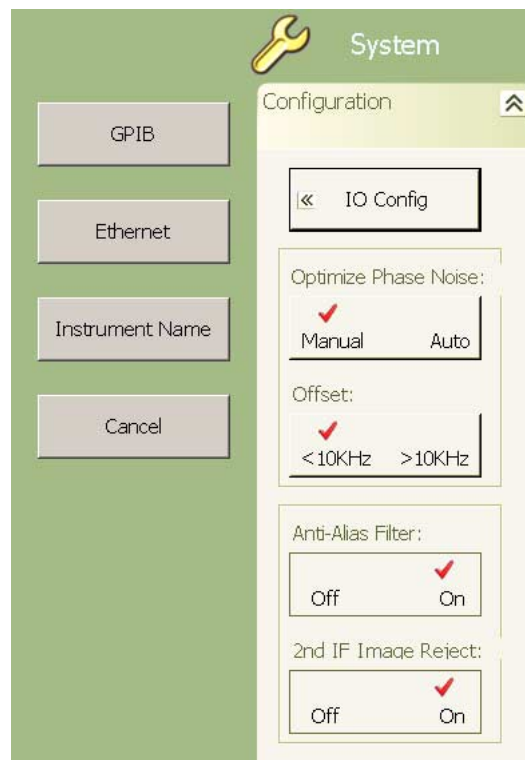 System
Configuration
GPIB
Ethernet
Instrument Name
Cancel
IO Config
Optimize Phase Noise:
Manual Auto
Offset:
<10KHz >10KHz
Anti-Alias Filter:
Off On
2nd IF Image Reject:
Off On